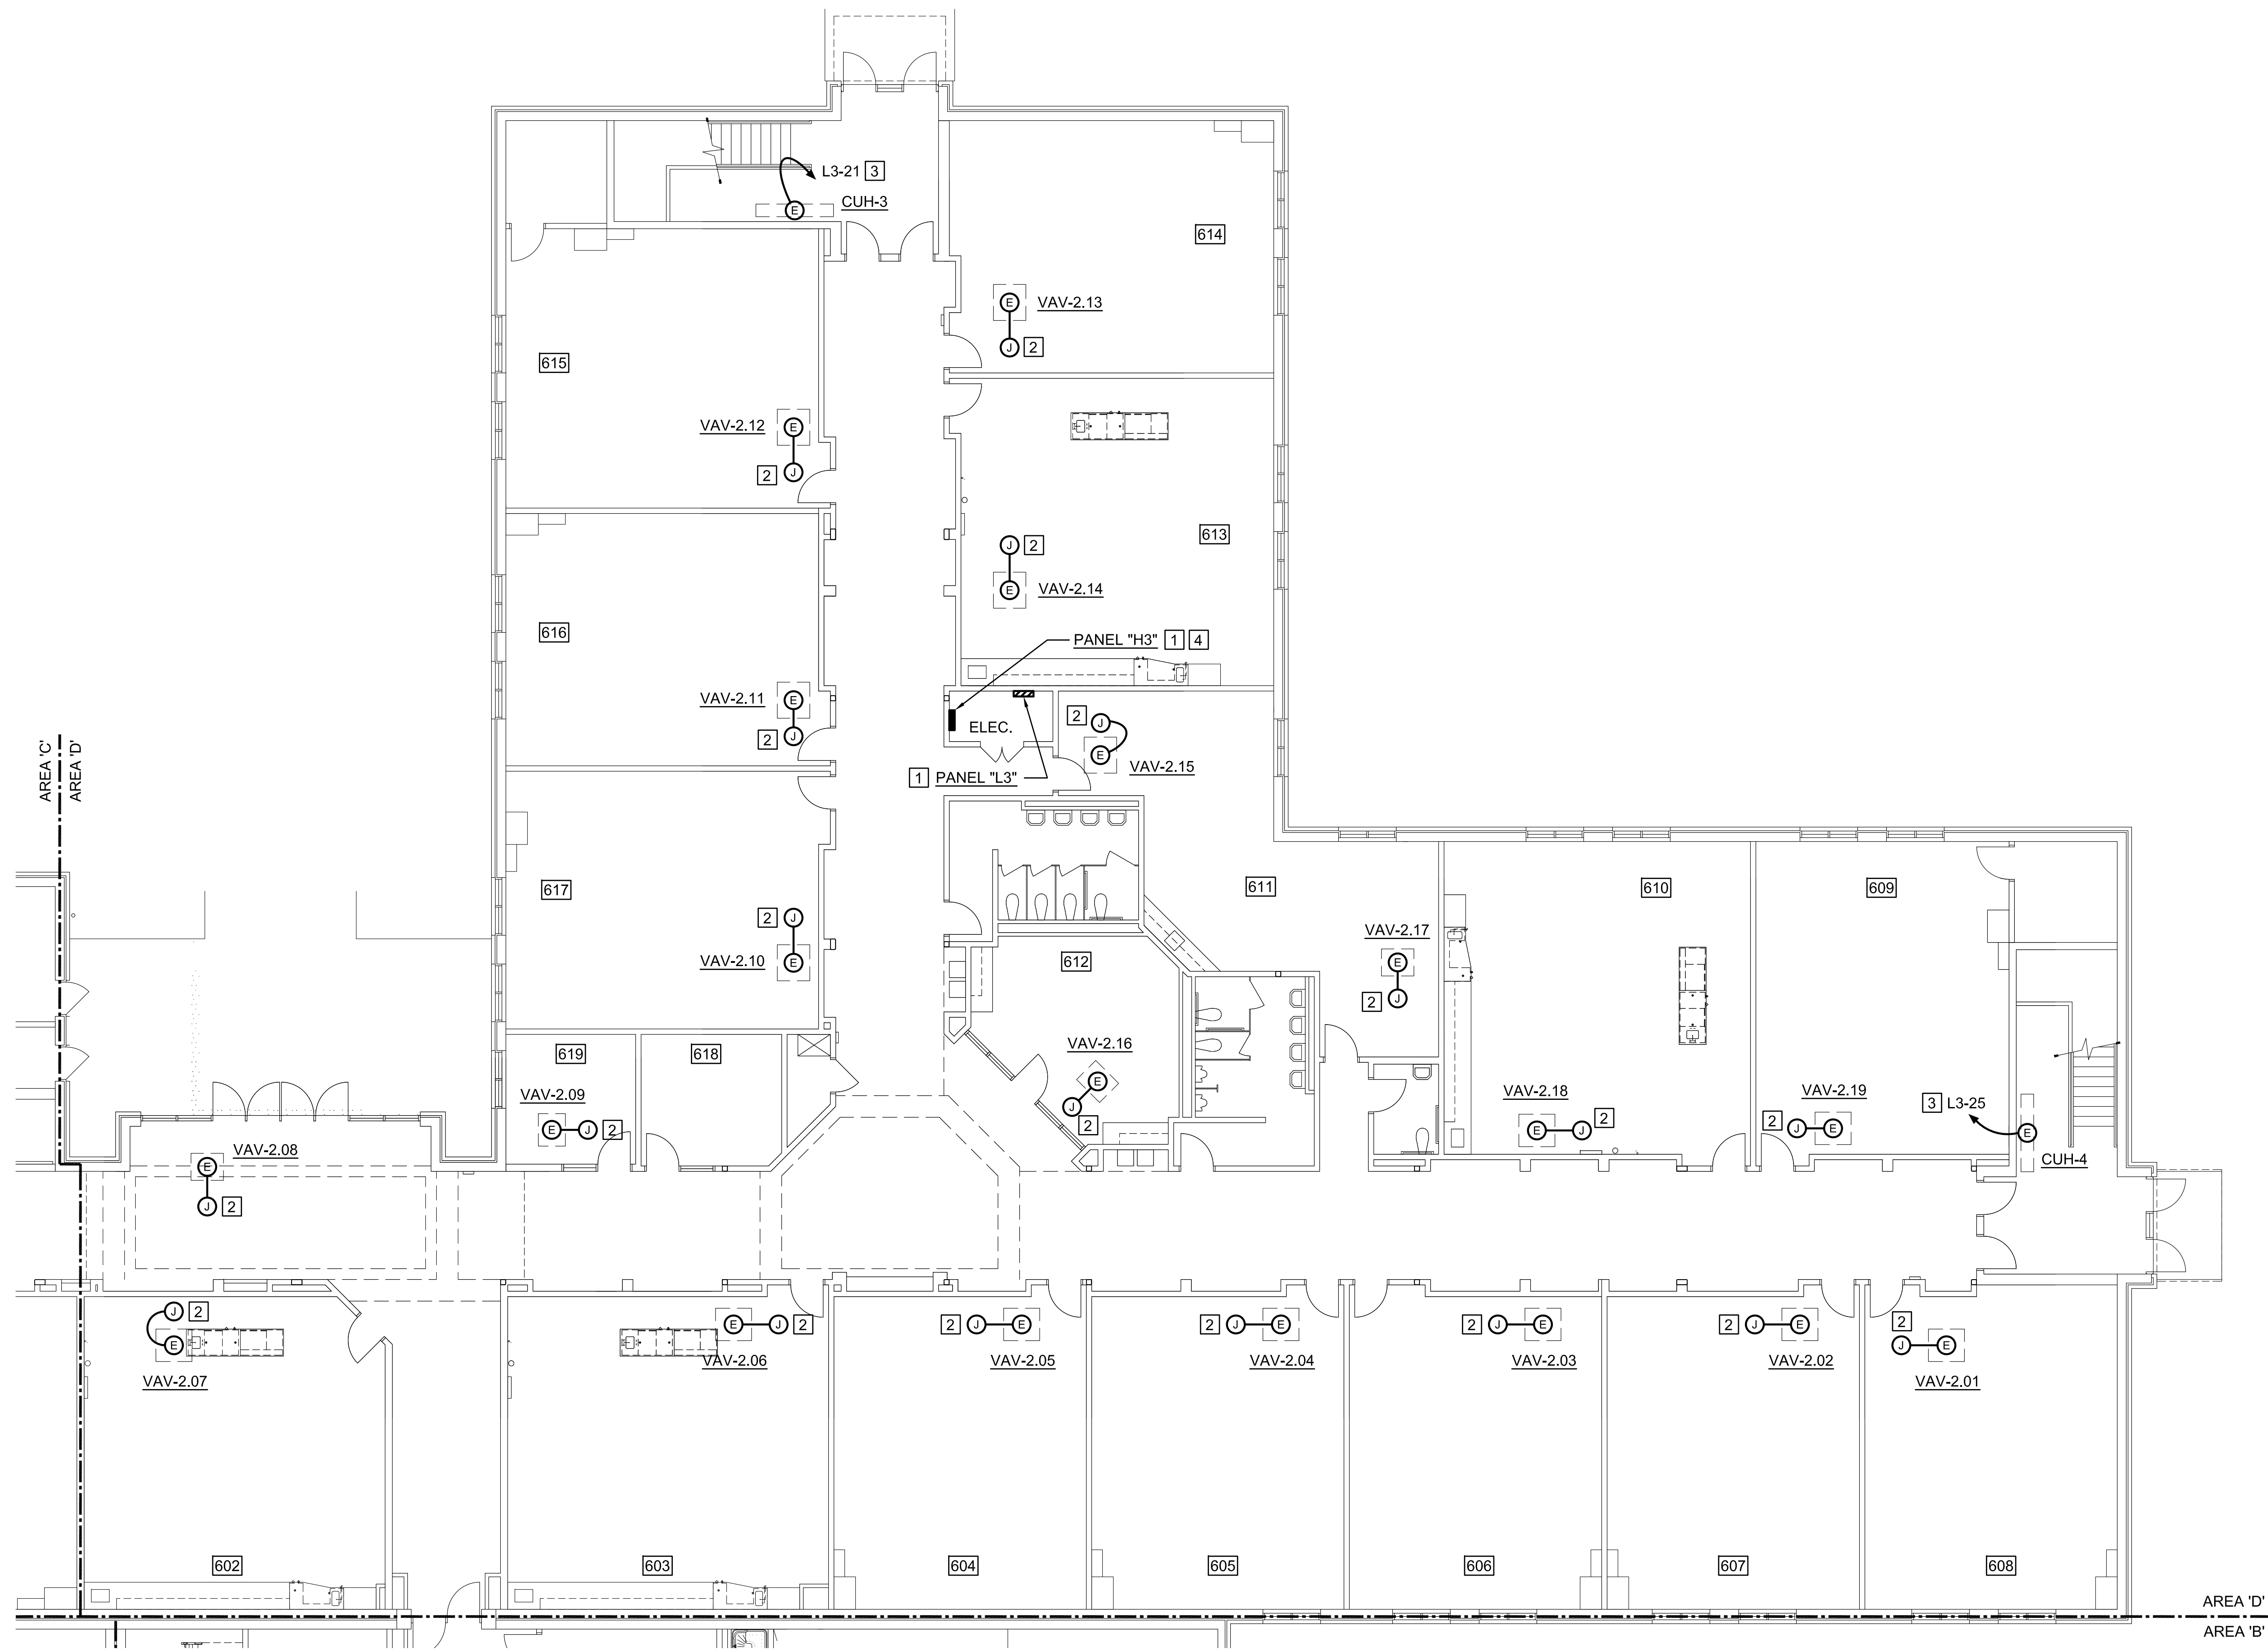 L3-21 3
CUH-3
E
614
E VAV-2.13
J 2
615
VAV-2.12 E
2 J
613
J 2
E VAV-2.14
616
PANEL "H3" 1 4
VAV-2.11 E
2 J
ELEC.
2 J
E
VAV-2.15
1 PANEL "L3"
AREA 'C'
AREA 'D'
617
2 J
VAV-2.10 E
611
610
609
612
VAV-2.17
E
2 J
619
618
VAV-2.16
E
J
2
VAV-2.09
E J 2
VAV-2.18
E J 2
VAV-2.19
2 J E
3 L3-25
E
CUH-4
VAV-2.08
E
J 2
J 2
E
VAV-2.07
E J 2
VAV-2.06
2 J E
VAV-2.05
2 J E
VAV-2.04
2 J E
VAV-2.03
2 J E
VAV-2.02
2
J E
VAV-2.01
602
603
604
605
606
607
608
AREA 'D'
AREA 'B'